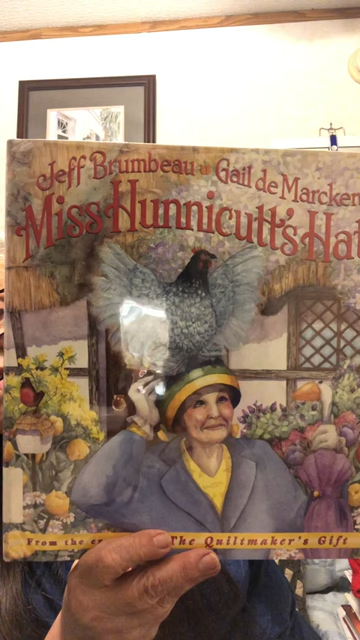 Jeff Brumbeau Gail de Marcken
Miss Hunnicutt's Hat
From the The Quiltmaker's Gift